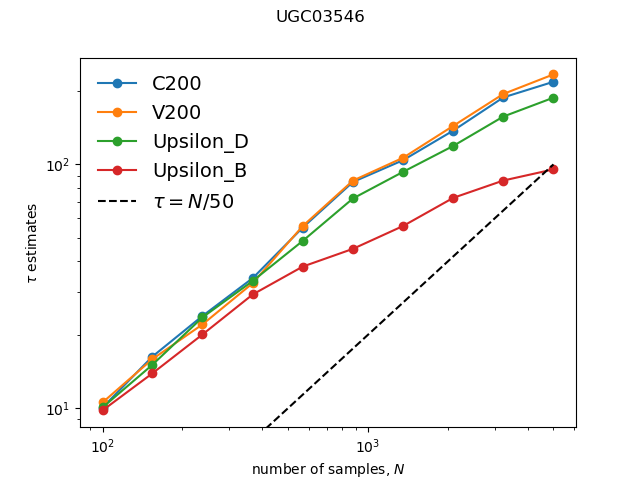 UGC03546
C200
V200
Upsilon_D
Upsilon_B
τ = N/50
τ estimates
10²
10¹
10²
10³
number of samples, N